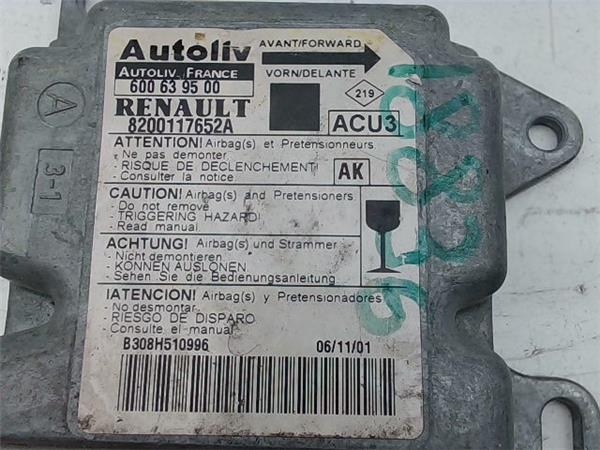 Autoliv
AVANT/FORWARD
AUTOLIV. FRANCE
VORN/DELANTE
600 63 95 00
219
RENAULT
8200117652A
ACU3
ATTENTION! Airbag(s) et Pretensionneurs
- Ne pas demonter
- RISQUE DE DECLENCHEMENT!
- Consulter la notice
AK
CAUTION! Airbag(s) and Pretensioners
- Do not remove
- TRIGGERING HAZARD!
- Read manual
ACHTUNG! Airbag(s) und Strammer
- Nicht demontieren
- KONNEN AUSLONEN
- Sehen Sie die Bedienungsanleitung
¡ATENCION! Airbag(s) y Pretensionadores
- No desmontar
- RIESGO DE DISPARO
- Consulte el manual
B308H510996
06/11/01
A
3-1